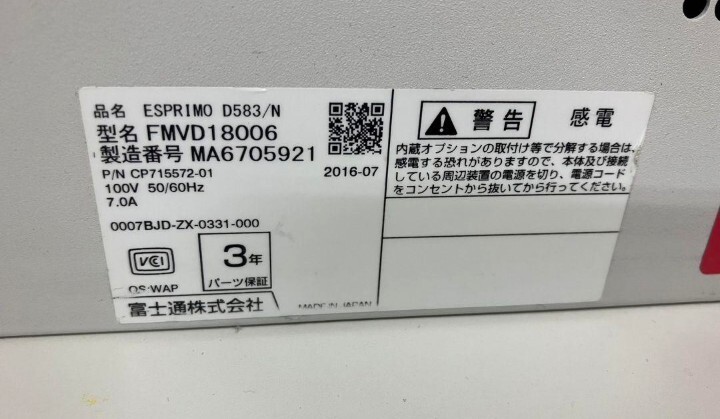 品名 ESPRIMO D583/N
型名 FMVD18006
製造番号 MA6705921
P/N CP715572-01
2016-07
100V 50/60Hz
7.0A
0007BJD-ZX-0331-000
VCCI
3年
パーツ保証
OS:WAP
富士通株式会社
MADE IN JAPAN
警告 感電
内蔵オプションの取付け等で分解する場合は、
感電する恐れがありますので、本体及び接続
している周辺装置の電源を切り、電源コード
をコンセントから抜いてから行ってください。